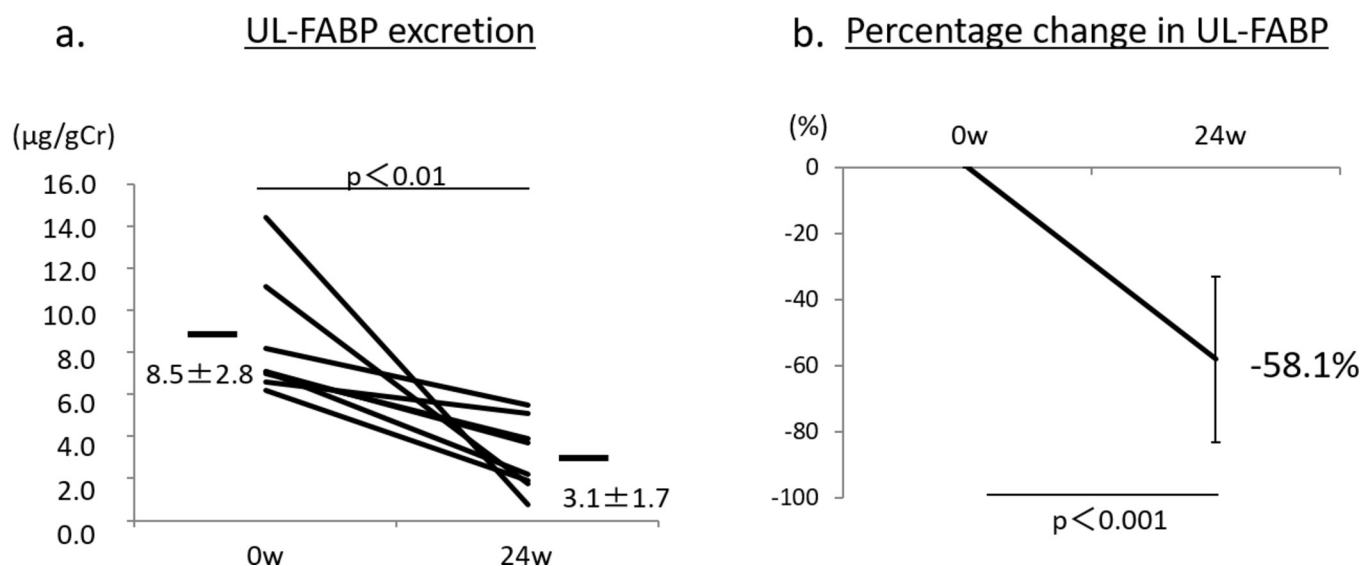 a. UL-FABP excretion
(μg/gCr)
p＜0.01
16.0
14.0
12.0
10.0
8.0
6.0
4.0
2.0
0.0
8.5±2.8
3.1±1.7
0w 24w
b. Percentage change in UL-FABP
(%)
0w 24w
0
-20
-40
-60
-80
-100
-58.1%
p＜0.001